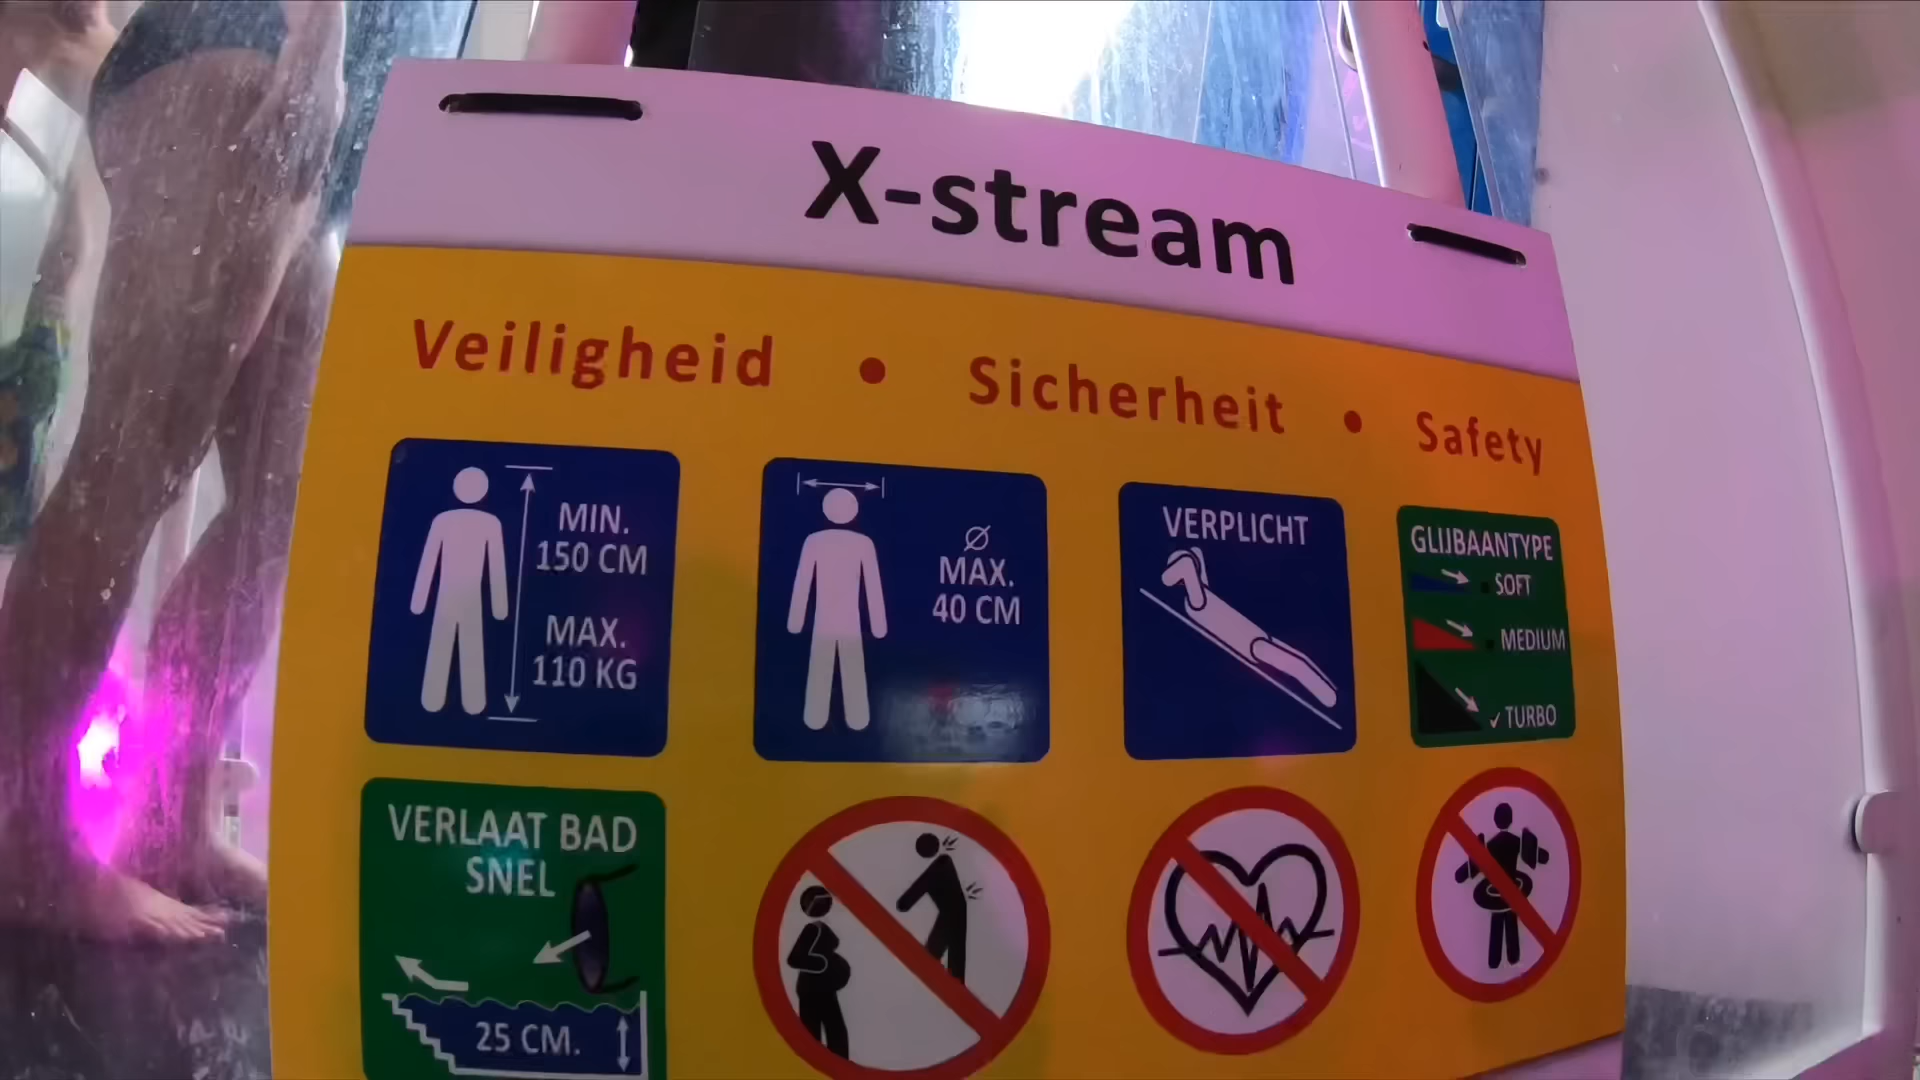 X-stream
Veiligheid • Sicherheit • Safety
MIN.
150 CM
MAX.
110 KG
Ø
MAX.
40 CM
VERPLICHT
GLIJBAANTYPE
SOFT
MEDIUM
✓ TURBO
VERLAAT BAD
SNEL
25 CM.